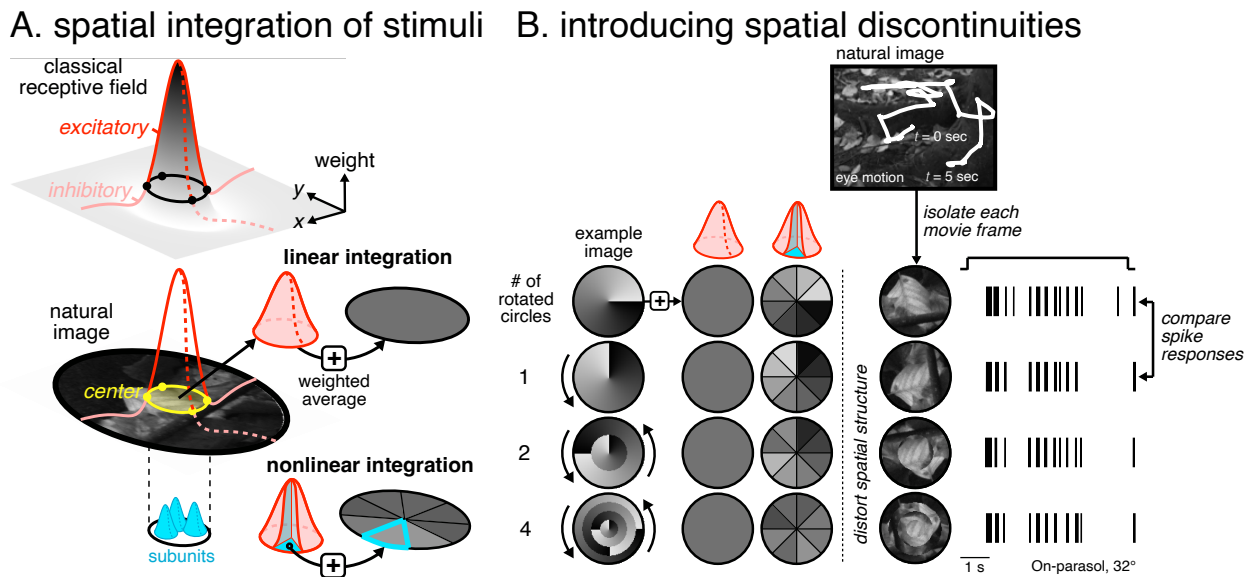 A. spatial integration of stimuli
classical
receptive field
excitatory
inhibitory
weight
y
x
linear integration
natural
image
center
+
weighted
average
nonlinear integration
subunits
+
B. introducing spatial discontinuities
natural image
t = 0 sec
eye motion
t = 5 sec
isolate each
movie frame
example
image
# of
rotated
circles
+
1
2
4
distort spatial structure
compare
spike
responses
1 s
On-parasol, 32°